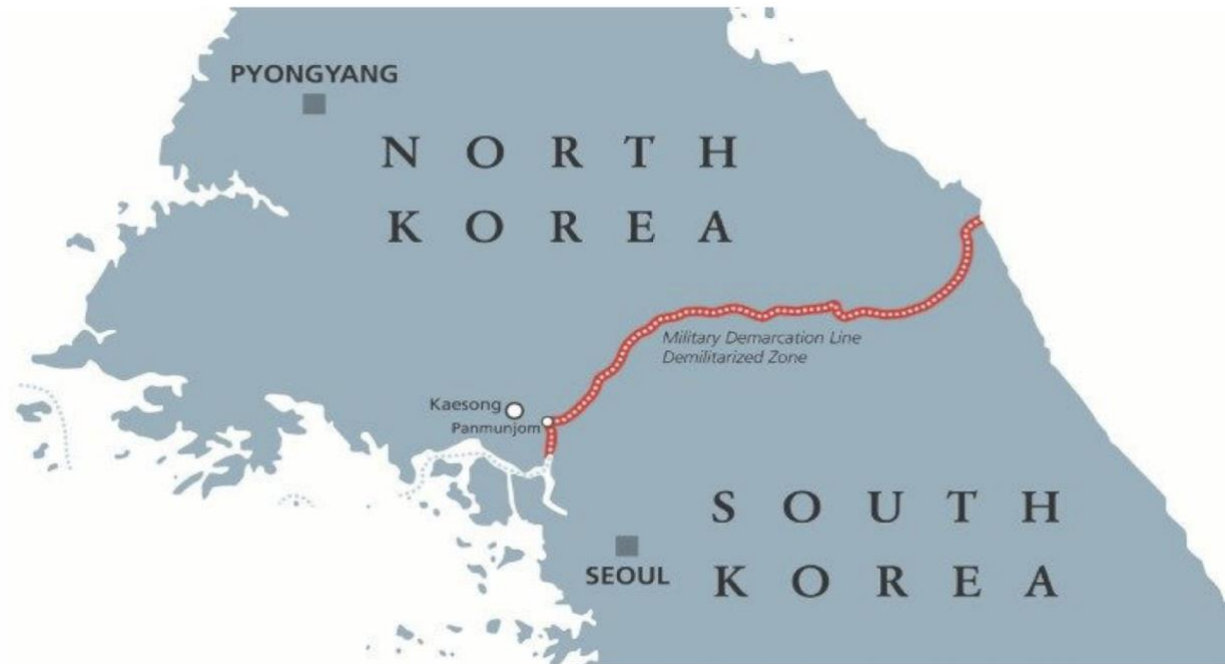 PYONGYANG
N O R T H
K O R E A
Military Demarcation Line
Demilitarized Zone
Kaesong
Panmunjom
S O U T H
K O R E A
SEOUL